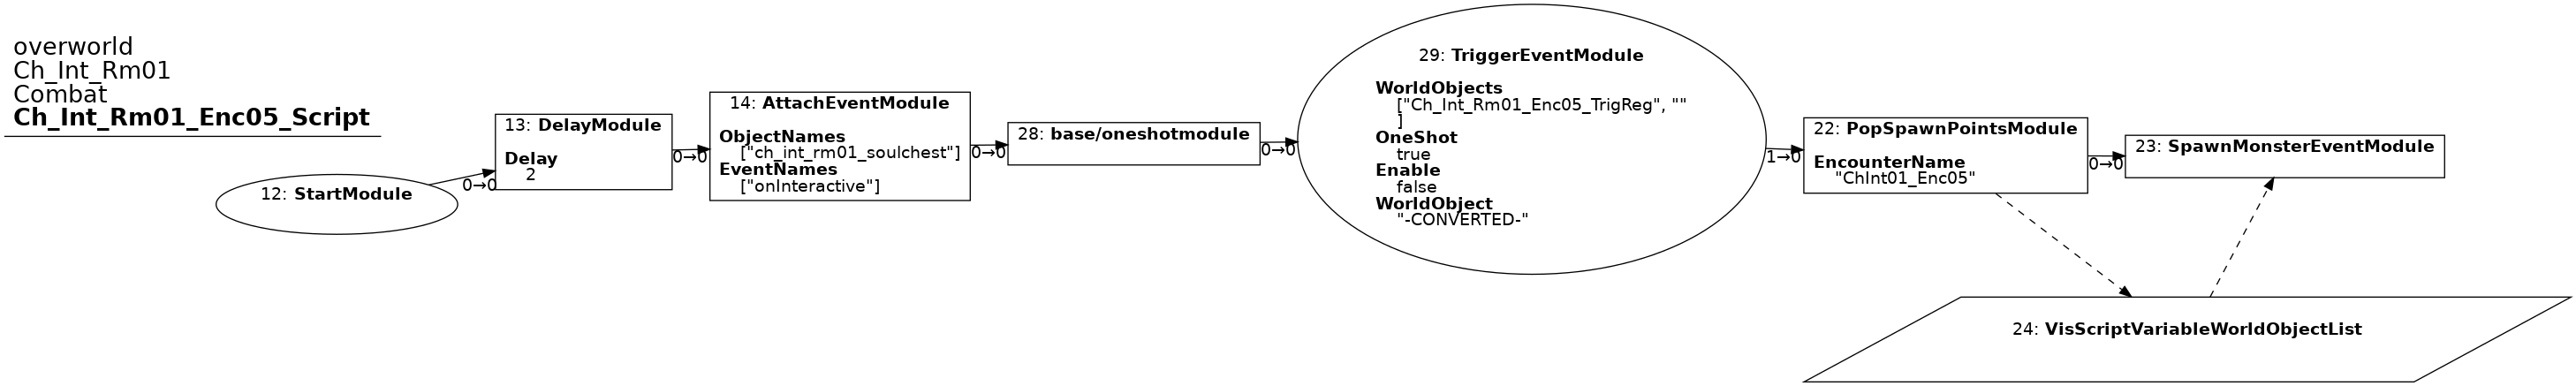 overworld
Ch_Int_Rm01
Combat
Ch_Int_Rm01_Enc05_Script
12: StartModule
0→0
13: DelayModule
Delay
2
0→0
14: AttachEventModule
ObjectNames
["ch_int_rm01_soulchest"]
EventNames
["onInteractive"]
0→0
28: base/oneshotmodule
0→0
29: TriggerEventModule
WorldObjects
["Ch_Int_Rm01_Enc05_TrigReg", ""
]
OneShot
true
Enable
false
WorldObject
"-CONVERTED-"
1→0
22: PopSpawnPointsModule
EncounterName
"ChInt01_Enc05"
0→0
23: SpawnMonsterEventModule
24: VisScriptVariableWorldObjectList